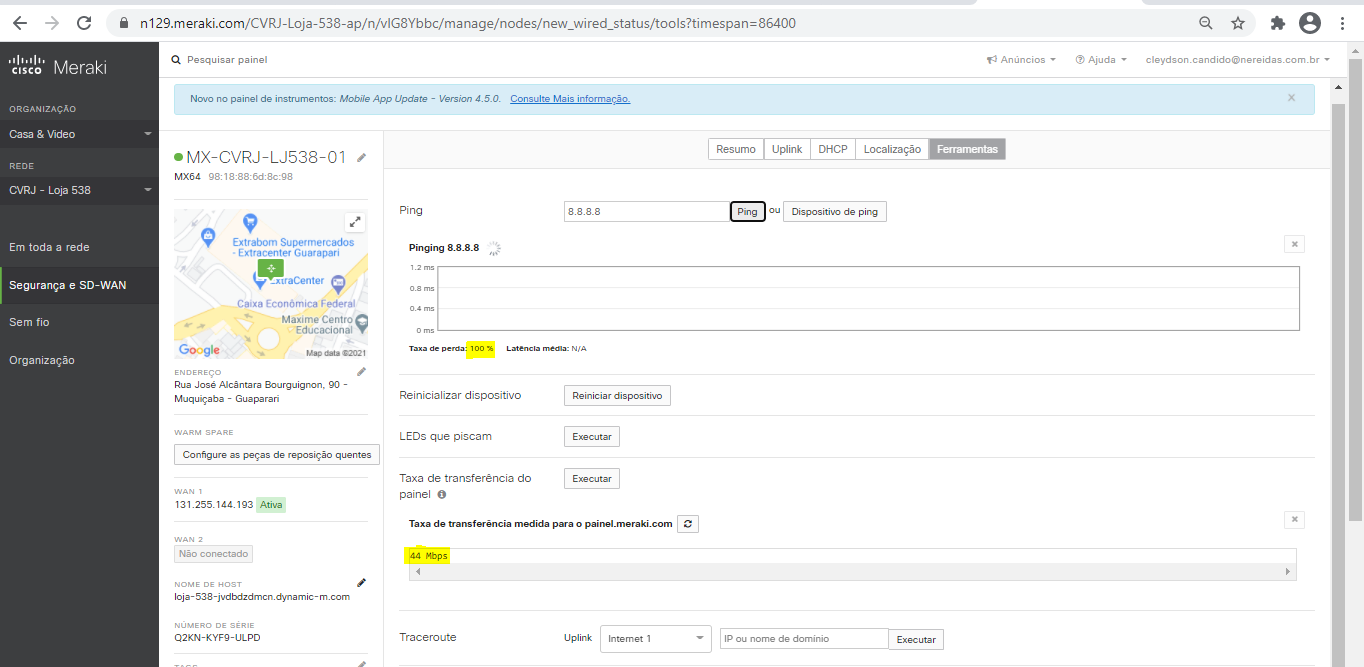 n129.meraki.com/CVRJ-Loja-538-ap/n/vIG8Ybbc/manage/nodes/new_wired_status/tools?timespan=86400
cisco Meraki
Pesquisar painel
Anúncios
Ajuda
cleydson.candido@nereidas.com.br
Novo no painel de instrumentos: Mobile App Update - Version 4.5.0. Consulte Mais informação.
ORGANIZAÇÃO
Casa & Video
REDE
CVRJ - Loja 538
Em toda a rede
Segurança e SD-WAN
Sem fio
Organização
MX-CVRJ-LJ538-01
MX64 98:18:88:6d:8c:98
Extrabom Supermercados
- Extracenter Guarapari
ExtraCenter
Caixa Econômica Federal
Maxime Centro
Educacional
Google
Map data ©2021
ENDEREÇO
Rua José Alcântara Bourguignon, 90 -
Muquiçaba - Guaparari
WARM SPARE
Configure as peças de reposição quentes
WAN 1
131.255.144.193 Ativa
WAN 2
Não conectado
NOME DE HOST
loja-538-jvdbdzdmcn.dynamic-m.com
NÚMERO DE SÉRIE
Q2KN-KYF9-ULPD
TAGS
Resumo Uplink DHCP Localização Ferramentas
Ping 8.8.8.8 Ping ou Dispositivo de ping
Pinging 8.8.8.8
1.2 ms
0.8 ms
0.4 ms
0 ms
Taxa de perda: 100 % Latência média: N/A
Reinicializar dispositivo Reiniciar dispositivo
LEDs que piscam Executar
Taxa de transferência do
painel
Executar
Taxa de transferência medida para o painel.meraki.com
44 Mbps
Traceroute Uplink Internet 1 IP ou nome de domínio Executar